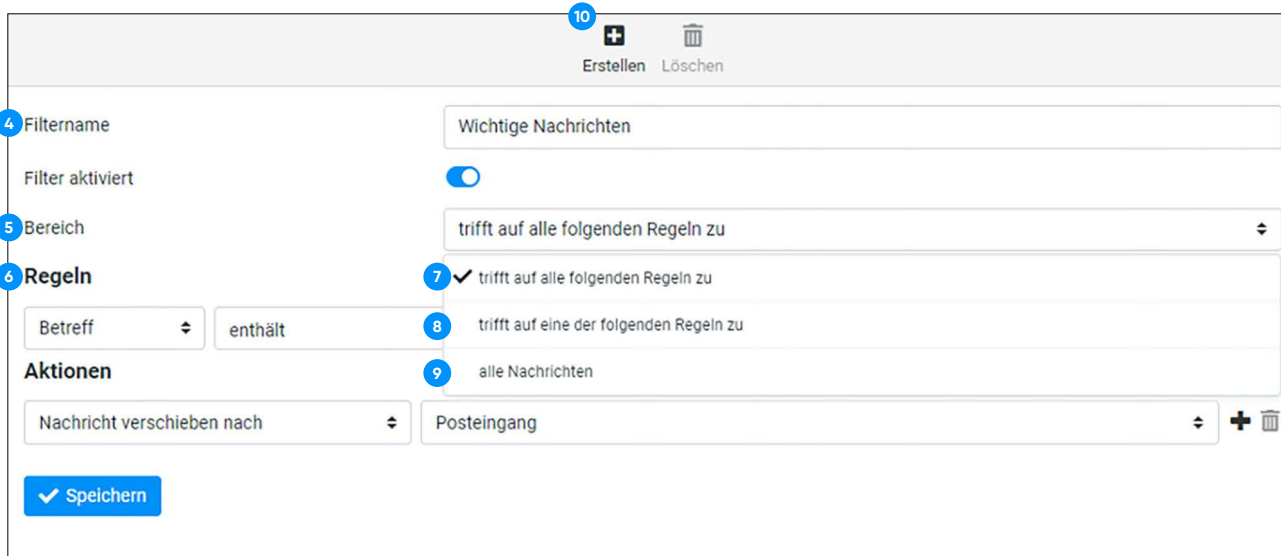 10
Erstellen Löschen
4 Filtername Wichtige Nachrichten
Filter aktiviert
5 Bereich trifft auf alle folgenden Regeln zu
6 Regeln 7 trifft auf alle folgenden Regeln zu
Betreff enthält 8 trifft auf eine der folgenden Regeln zu
Aktionen 9 alle Nachrichten
Nachricht verschieben nach Posteingang
Speichern